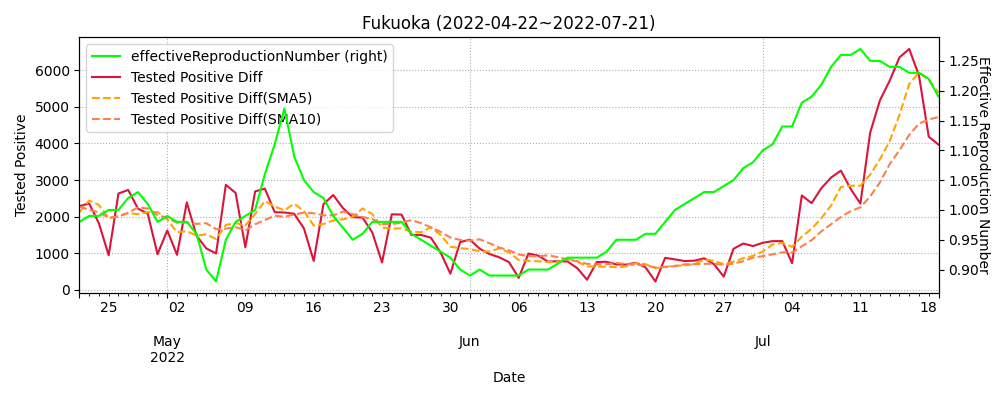 Fukuoka (2022-04-22~2022-07-21)
effectiveReproductionNumber (right)
Tested Positive Diff
Tested Positive Diff(SMA5)
Tested Positive Diff(SMA10)
Tested Positive
6000
5000
4000
3000
2000
1000
0
1.25
1.20
1.15
1.10
1.05
1.00
0.95
0.90
Effective Reproduction Number
25 02 09 16 23 30 06 13 20 27 04 11 18
May Jun Jul
2022
Date